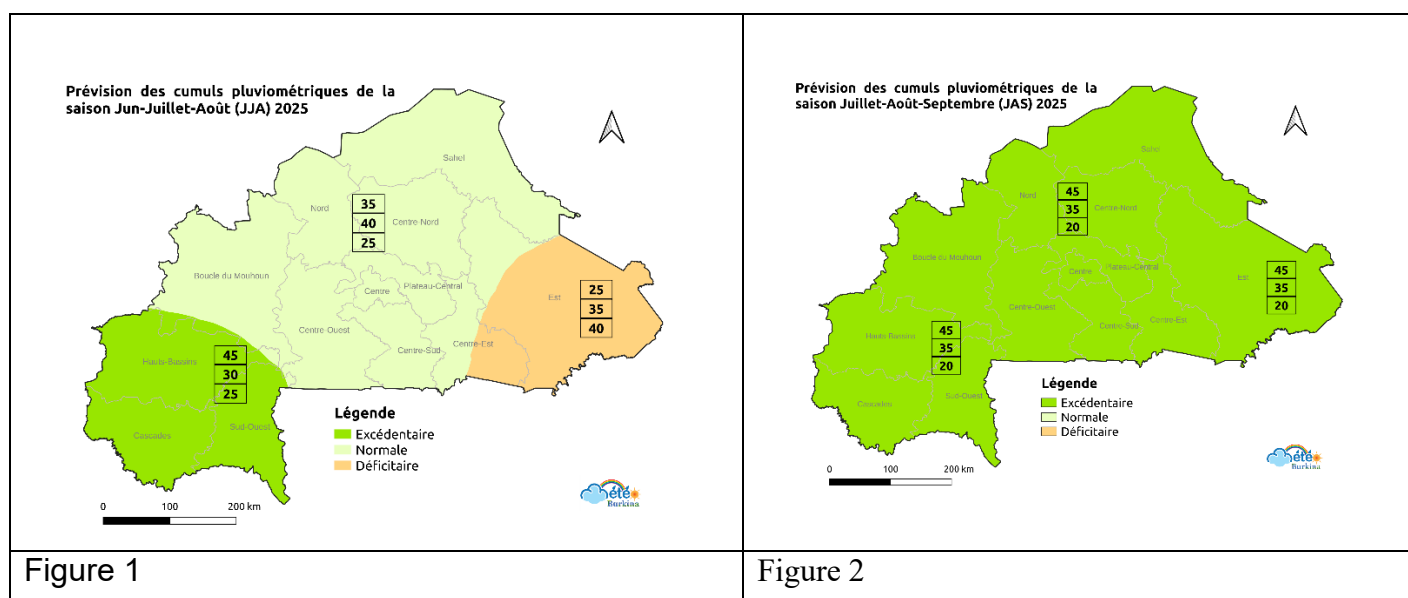 Prévision des cumuls pluviométriques de la
saison Jun-Juillet-Août (JJA) 2025
Sahel
Nord
35
40
25
Centre-Nord
Boucle du Mouhoun
Centre
Plateau-Central
Est
25
35
40
Centre-Ouest
Centre-Sud
Centre-Est
Hauts-Bassins
45
30
25
Cascades
Sud-Ouest
Légende
Excédentaire
Normale
Déficitaire
0 100 200 km
Météo
Burkina
Figure 1
Prévision des cumuls pluviométriques de la
saison Juillet-Août-Septembre (JAS) 2025
Sahel
Nord
45
35
20
Centre-Nord
Boucle du Mouhoun
Centre
Plateau-Central
Est
45
35
20
Centre-Ouest
Centre-Sud
Centre-Est
Hauts-Bassins
45
35
20
Cascades
Sud-Ouest
Légende
Excédentaire
Normale
Déficitaire
0 100 200 km
Météo
Burkina
Figure 2